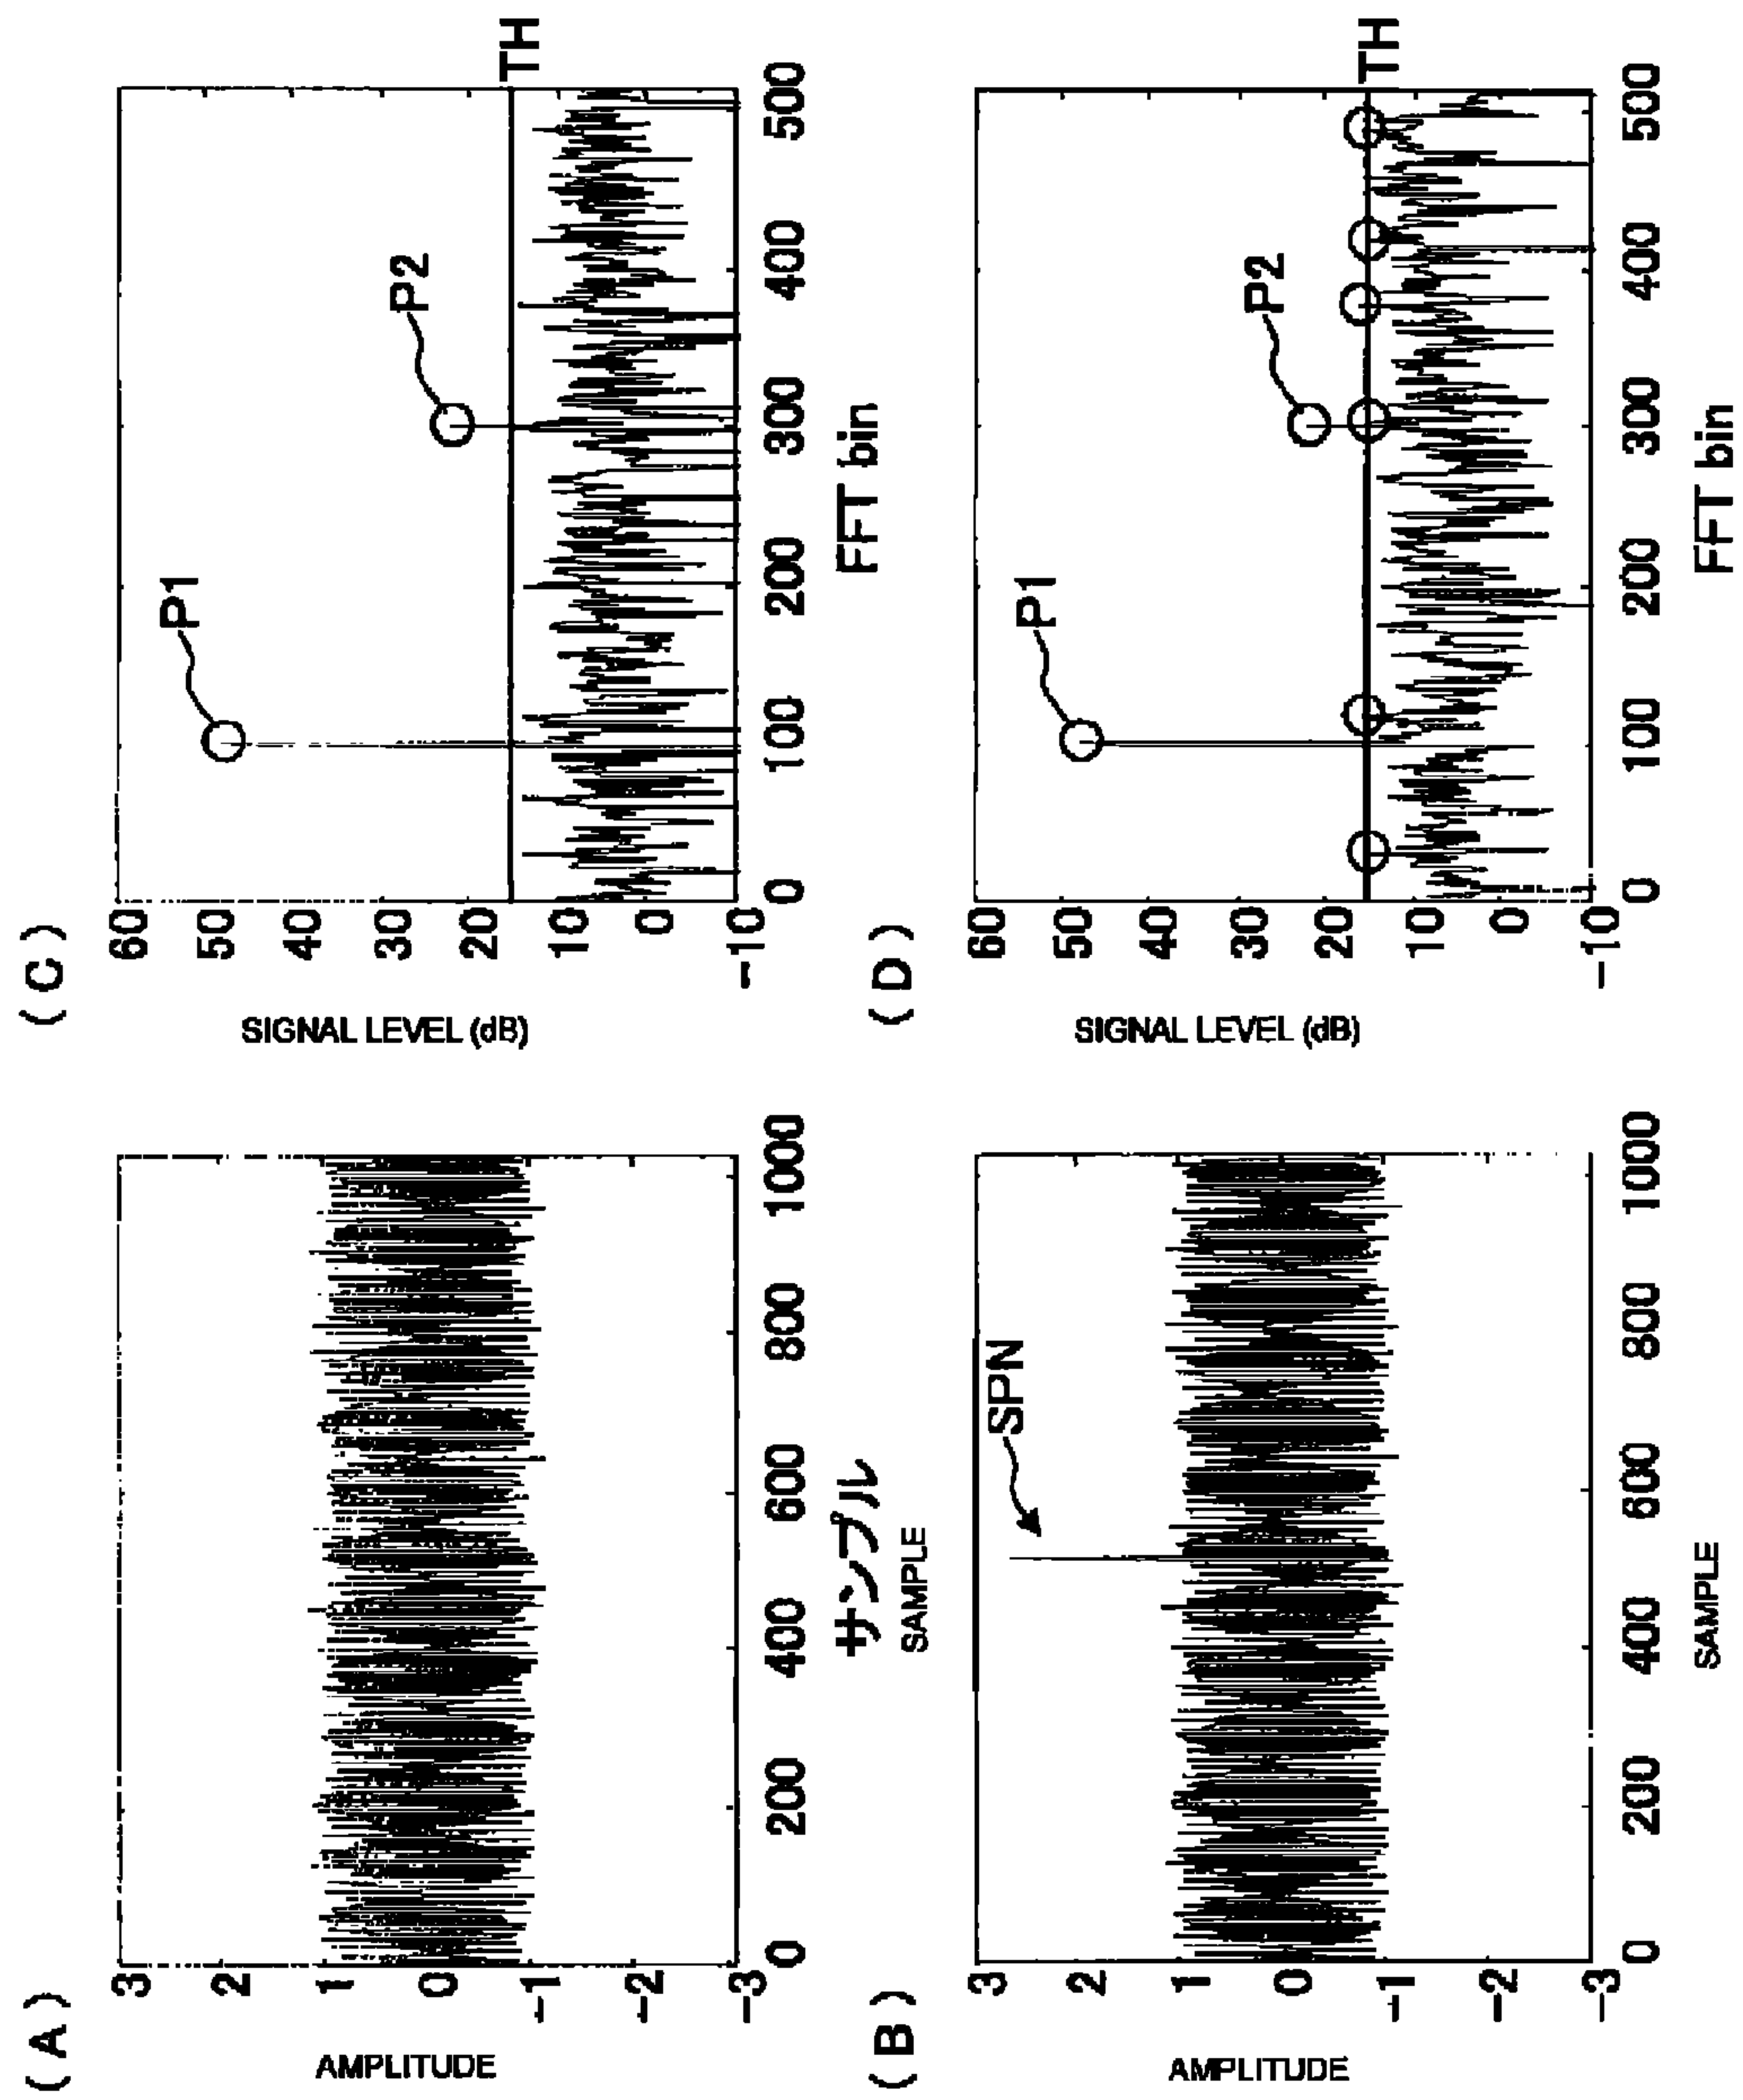 ( A )
3
2
1
0
-1
-2
-3
AMPLITUDE
0
200
400
600
800
1000
サンプル
SAMPLE
( C )
60
50
40
30
20
10
0
-10
SIGNAL LEVEL (dB)
P1
P2
TH
0
100
200
300
400
500
FFT bin
( B )
3
2
1
0
-1
-2
-3
AMPLITUDE
SPN
0
200
400
600
800
1000
SAMPLE
( D )
60
50
40
30
20
10
0
-10
SIGNAL LEVEL (dB)
P1
P2
TH
0
100
200
300
400
500
FFT bin